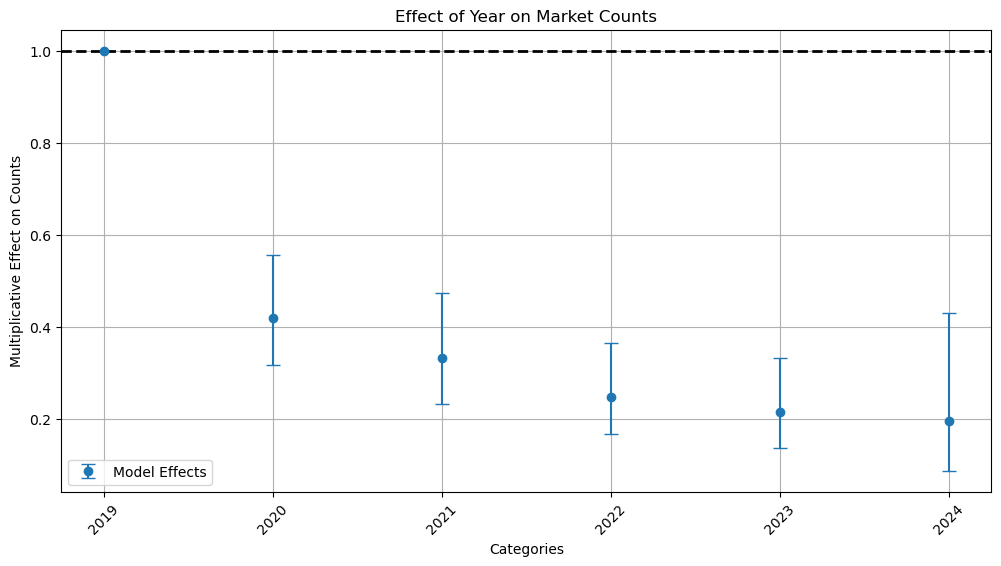 Effect of Year on Market Counts
Multiplicative Effect on Counts
1.0
0.8
0.6
0.4
0.2
Model Effects
2019
2020
2021
2022
2023
2024
Categories